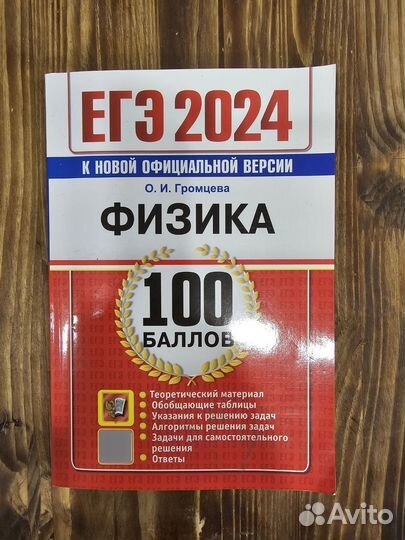 ЕГЭ 2024
К НОВОЙ ОФИЦИАЛЬНОЙ ВЕРСИИ
О. И. Громцева
ФИЗИКА
100
БАЛЛОВ
• Теоретический материал
• Обобщающие таблицы
• Указания к решению задач
• Алгоритмы решения задач
• Задачи для самостоятельного
решения
• Ответы
Avito